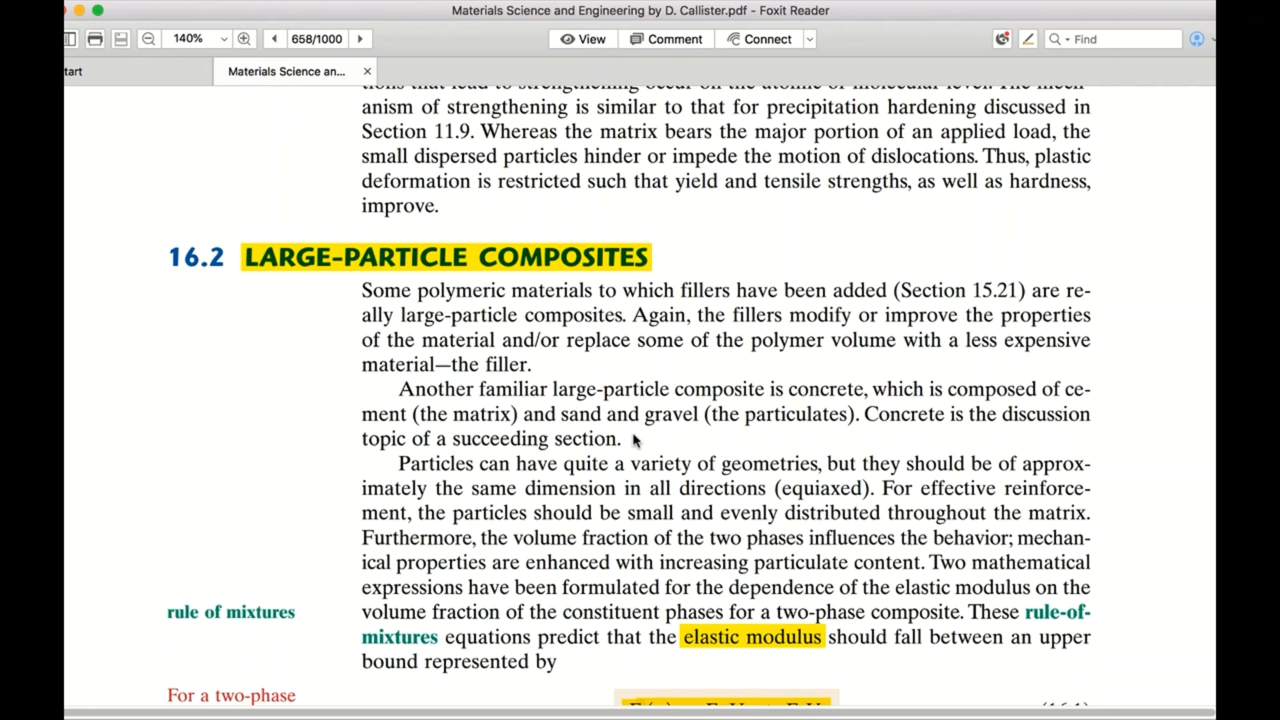 Materials Science and Engineering by D. Callister.pdf - Foxit Reader
140% 658/1000 View Comment Connect Find
tart Materials Science an...
anism of strengthening is similar to that for precipitation hardening discussed in
Section 11.9. Whereas the matrix bears the major portion of an applied load, the
small dispersed particles hinder or impede the motion of dislocations. Thus, plastic
deformation is restricted such that yield and tensile strengths, as well as hardness,
improve.
16.2 LARGE-PARTICLE COMPOSITES
Some polymeric materials to which fillers have been added (Section 15.21) are re-
ally large-particle composites. Again, the fillers modify or improve the properties
of the material and/or replace some of the polymer volume with a less expensive
material—the filler.
Another familiar large-particle composite is concrete, which is composed of ce-
ment (the matrix) and sand and gravel (the particulates). Concrete is the discussion
topic of a succeeding section.
Particles can have quite a variety of geometries, but they should be of approx-
imately the same dimension in all directions (equiaxed). For effective reinforce-
ment, the particles should be small and evenly distributed throughout the matrix.
Furthermore, the volume fraction of the two phases influences the behavior; mechan-
ical properties are enhanced with increasing particulate content. Two mathematical
expressions have been formulated for the dependence of the elastic modulus on the
rule of mixtures volume fraction of the constituent phases for a two-phase composite. These rule-of-
mixtures equations predict that the elastic modulus should fall between an upper
bound represented by
For a two-phase